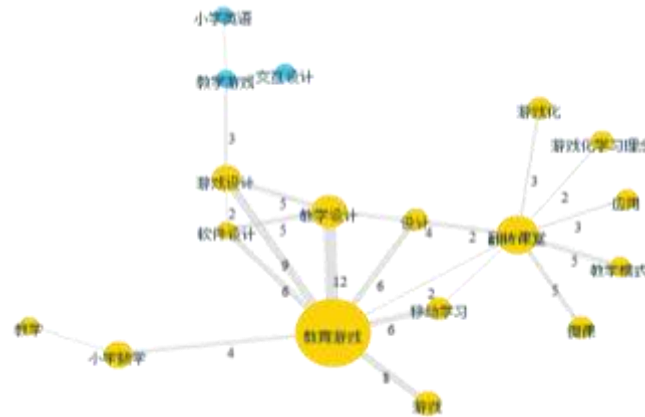 小学英语
教学游戏
交互设计
游戏化
游戏化学习理念
3
3
2
游戏设计
5
教学设计
应用
2
软件设计
5
设计
4
2
翻转课堂
3
5
教学模式
9
6
12
6
5
2
移动学习
6
教育游戏
微课
教学
小学数学
4
8
游戏